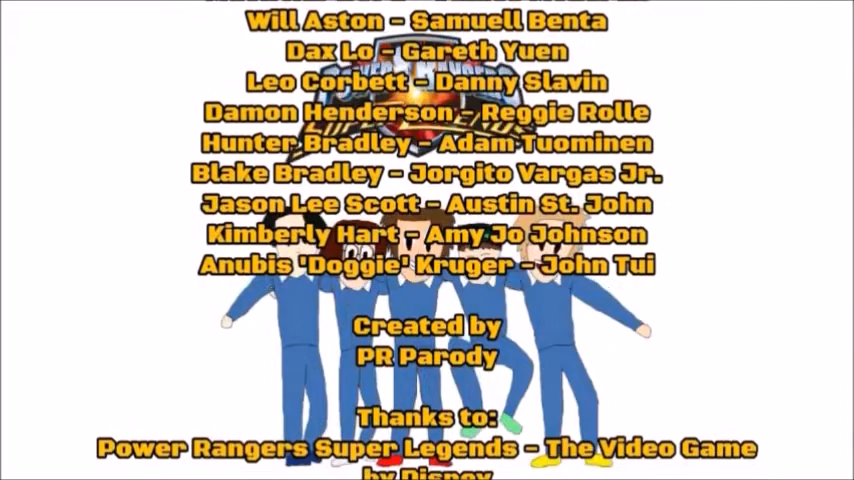 Will Aston - Samuell Benta
Dax Lo - Gareth Yuen
Leo Corbett - Danny Slavin
Damon Henderson - Reggie Rolle
Hunter Bradley - Adam Tuominen
Blake Bradley - Jorgito Vargas Jr.
Jason Lee Scott - Austin St. John
Kimberly Hart - Amy Jo Johnson
Anubis 'Doggie' Kruger - John Tui
Created by
PR Parody
Thanks to:
Power Rangers Super Legends - The Video Game
by Disney